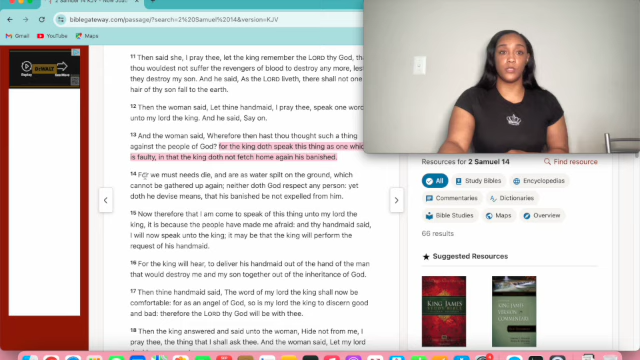 2 Samuel 14 KJV
biblegateway.com/passage/?search=2%20Samuel%2014&version=KJV
Gmail YouTube Maps
11 Then said she, I pray thee, let the king remember the LORD thy God, tha
thou wouldest not suffer the revengers of blood to destroy any more, les
they destroy my son. And he said, As the LORD liveth, there shall not one
hair of thy son fall to the earth.
12 Then the woman said, Let thine handmaid, I pray thee, speak one word
unto my lord the king. And he said, Say on.
13 And the woman said, Wherefore then hast thou thought such a thing
against the people of God? for the king doth speak this thing as one whic
is faulty, in that the king doth not fetch home again his banished.
14 For we must needs die, and are as water spilt on the ground, which
cannot be gathered up again; neither doth God respect any person: yet
doth he devise means, that his banished be not expelled from him.
15 Now therefore that I am come to speak of this thing unto my lord the
king, it is because the people have made me afraid: and thy handmaid said,
I will now speak unto the king; it may be that the king will perform the
request of his handmaid.
16 For the king will hear, to deliver his handmaid out of the hand of the man
that would destroy me and my son together out of the inheritance of God.
17 Then thine handmaid said, The word of my lord the king shall now be
comfortable: for as an angel of God, so is my lord the king to discern good
and bad: therefore the LORD thy God will be with thee.
18 Then the king answered and said unto the woman, Hide not from me, I
pray thee, the thing that I shall ask thee. And the woman said, Let my lord
Resources for 2 Samuel 14
Find resource
All
Study Bibles
Encyclopedias
Commentaries
Dictionaries
Bible Studies
Maps
Overview
66 results
Suggested Resources
KING JAMES
KING JAMES
VERSION
COMMENTARY